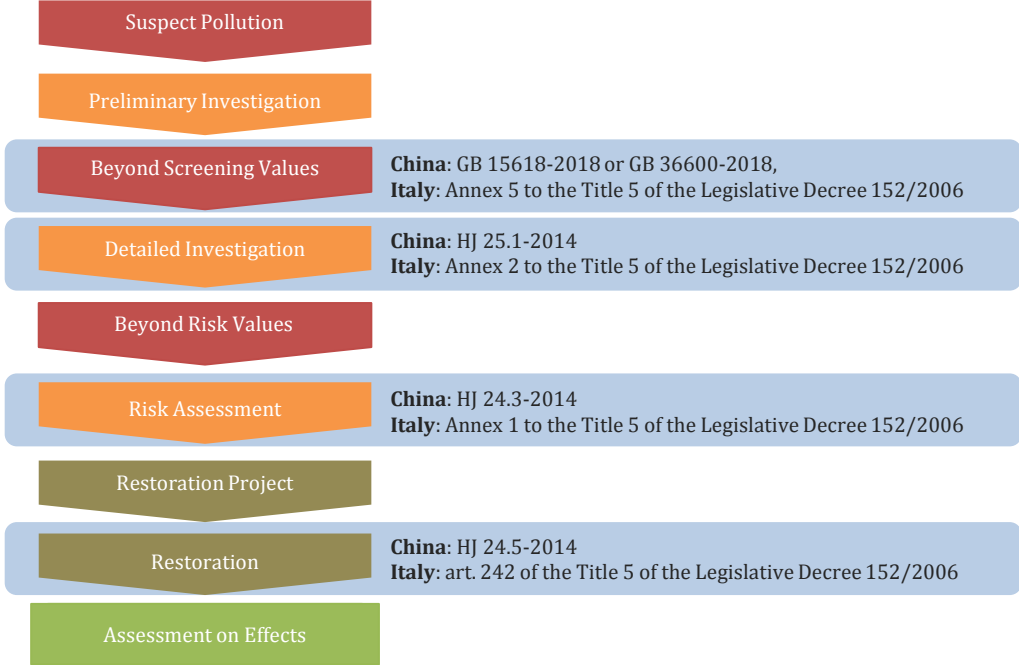 Suspect Pollution
Preliminary Investigation
Beyond Screening Values
China: GB 15618-2018 or GB 36600-2018,
Italy: Annex 5 to the Title 5 of the Legislative Decree 152/2006
Detailed Investigation
China: HJ 25.1-2014
Italy: Annex 2 to the Title 5 of the Legislative Decree 152/2006
Beyond Risk Values
Risk Assessment
China: HJ 24.3-2014
Italy: Annex 1 to the Title 5 of the Legislative Decree 152/2006
Restoration Project
Restoration
China: HJ 24.5-2014
Italy: art. 242 of the Title 5 of the Legislative Decree 152/2006
Assessment on Effects